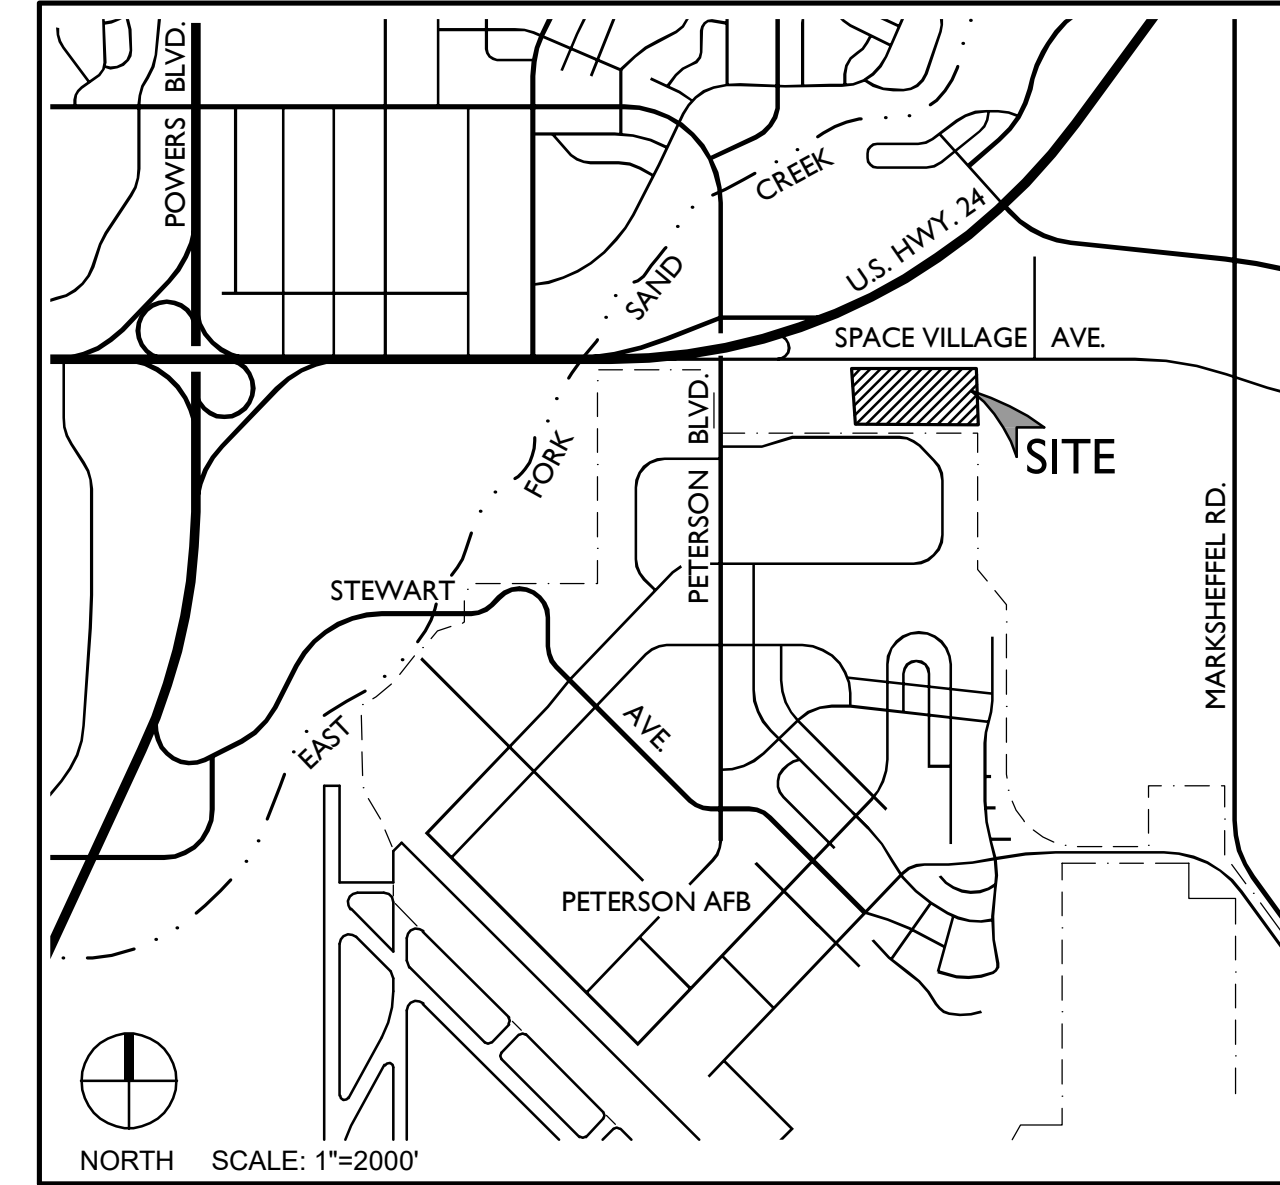 POWERS BLVD.
CREEK
SAND
U.S. HWY. 24
SPACE VILLAGE AVE.
FORK
PETERSON BLVD.
SITE
MARKSHEFFEL RD.
STEWART
AVE.
EAST
PETERSON AFB
NORTH SCALE: 1"=2000'